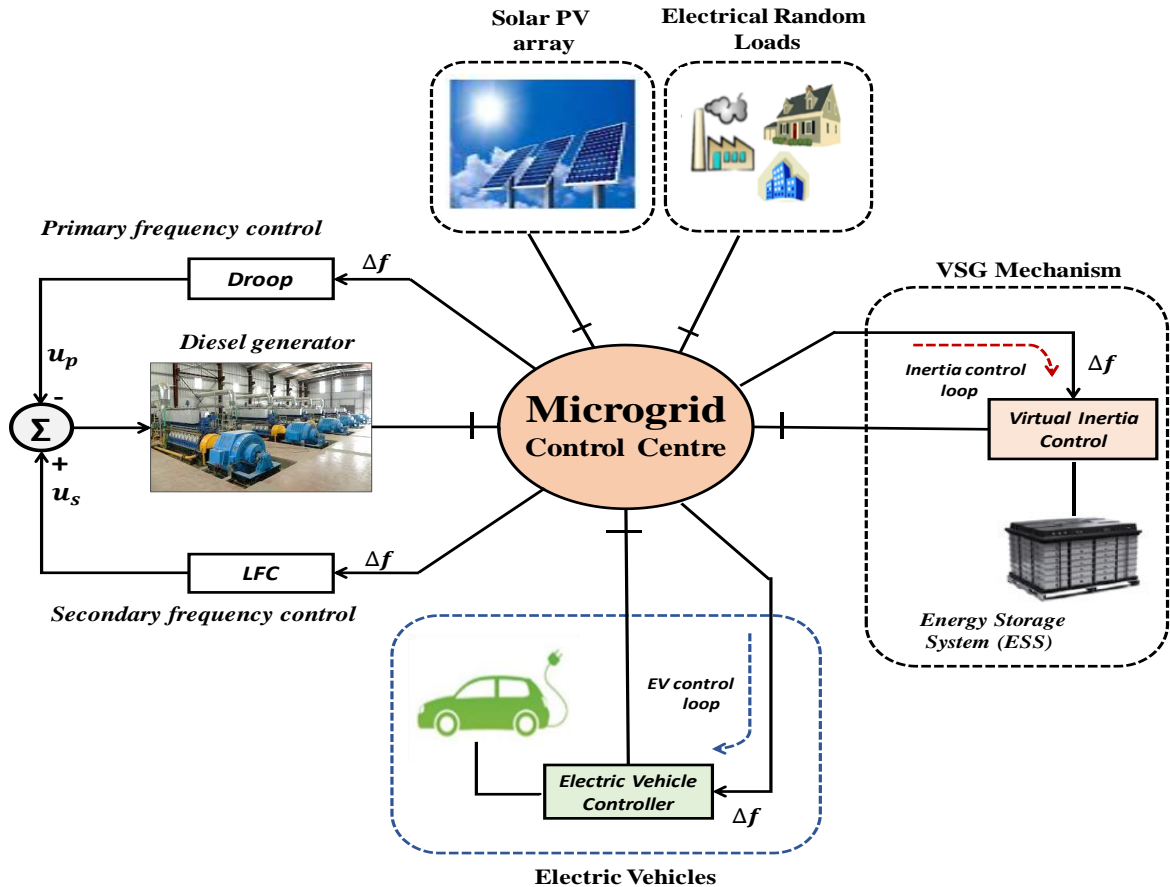 Solar PV
array
Electrical Random
Loads
Primary frequency control
Δf
Droop
VSG Mechanism
Diesel generator
u_p
-
Σ
+
u_s
Inertia control
loop
Δf
Microgrid
Control Centre
Virtual Inertia
Control
LFC
Δf
Secondary frequency control
Energy Storage
System (ESS)
EV control
loop
Electric Vehicle
Controller
Δf
Electric Vehicles